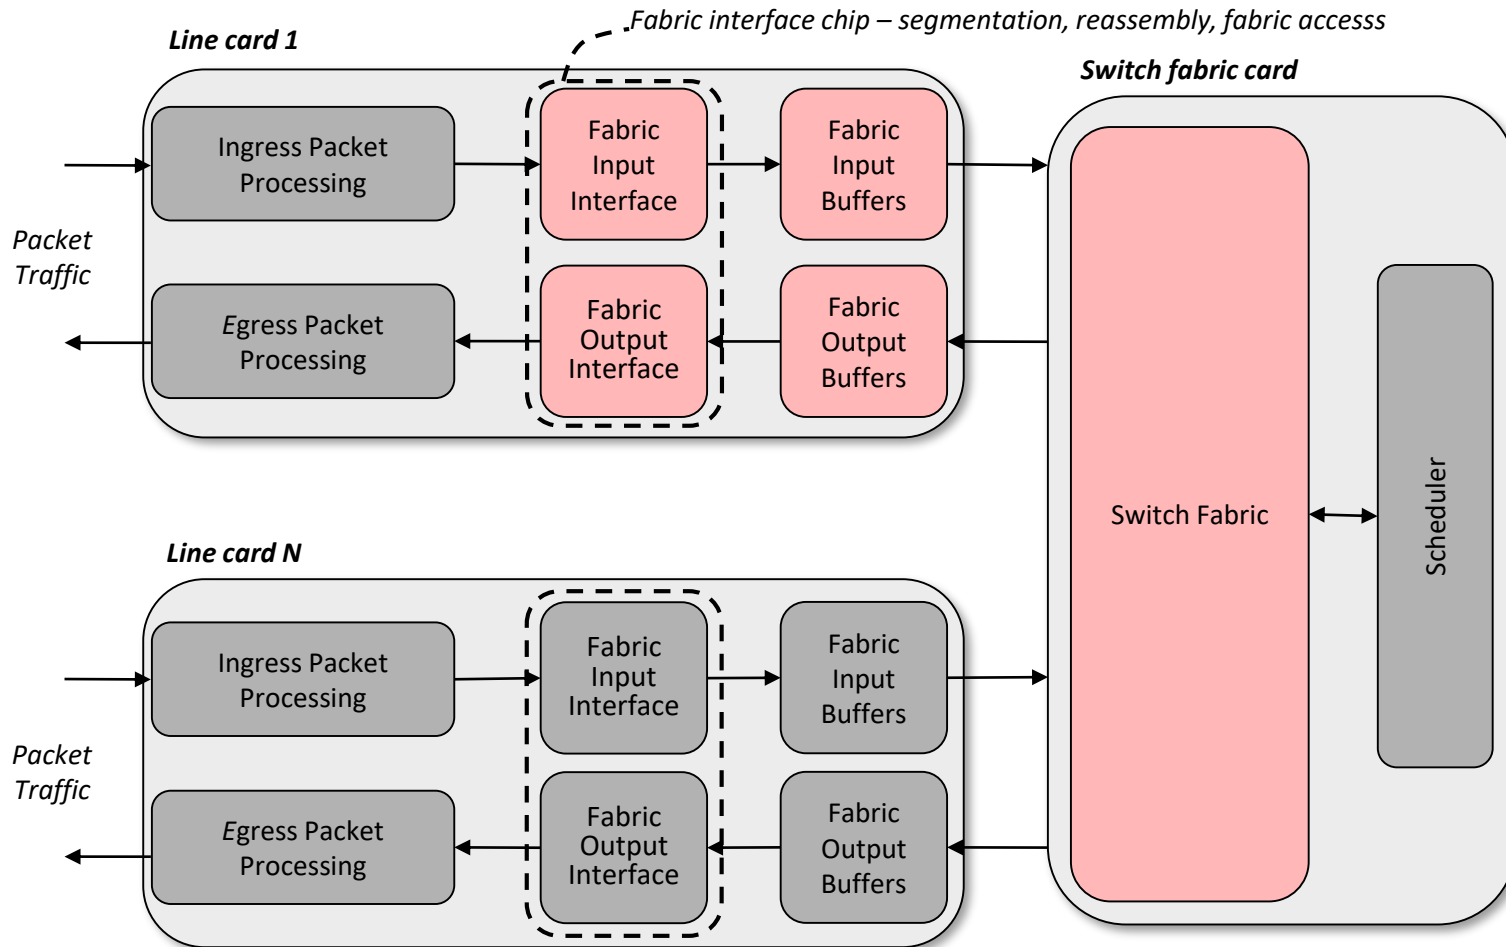 Fabric interface chip – segmentation, reassembly, fabric accesss
Line card 1
Switch fabric card
Ingress Packet
Processing
Fabric
Input
Interface
Fabric
Input
Buffers
Packet
Traffic
Egress Packet
Processing
Fabric
Output
Interface
Fabric
Output
Buffers
Switch Fabric
Scheduler
Line card N
Ingress Packet
Processing
Fabric
Input
Interface
Fabric
Input
Buffers
Packet
Traffic
Egress Packet
Processing
Fabric
Output
Interface
Fabric
Output
Buffers